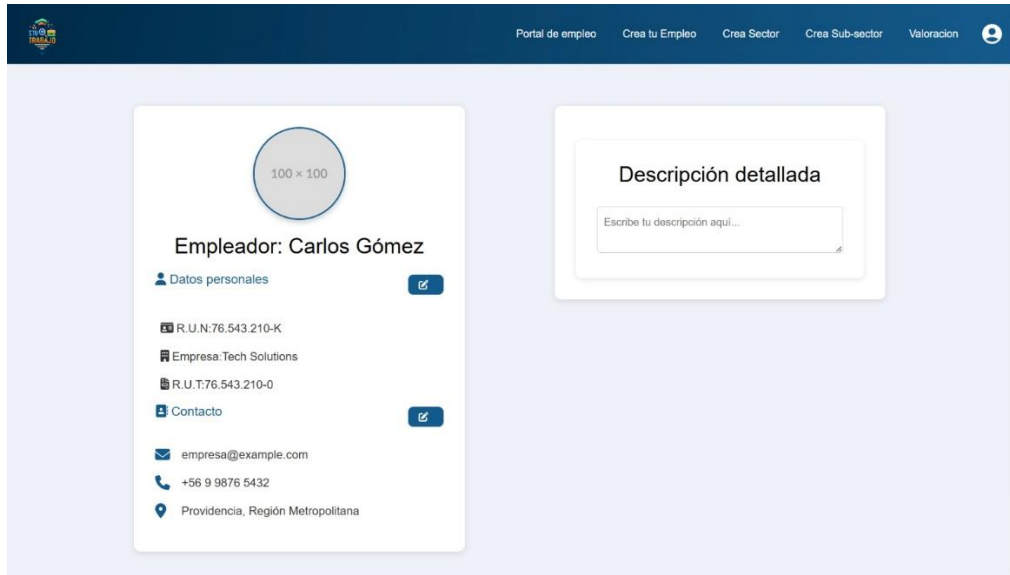 STG
TRABAJO
Portal de empleo Crea tu Empleo Crea Sector Crea Sub-sector Valoracion
100 × 100
Empleador: Carlos Gómez
Datos personales
R.U.N:76.543.210-K
Empresa:Tech Solutions
R.U.T:76.543.210-0
Contacto
empresa@example.com
+56 9 9876 5432
Providencia, Región Metropolitana
Descripción detallada
Escribe tu descripción aquí...